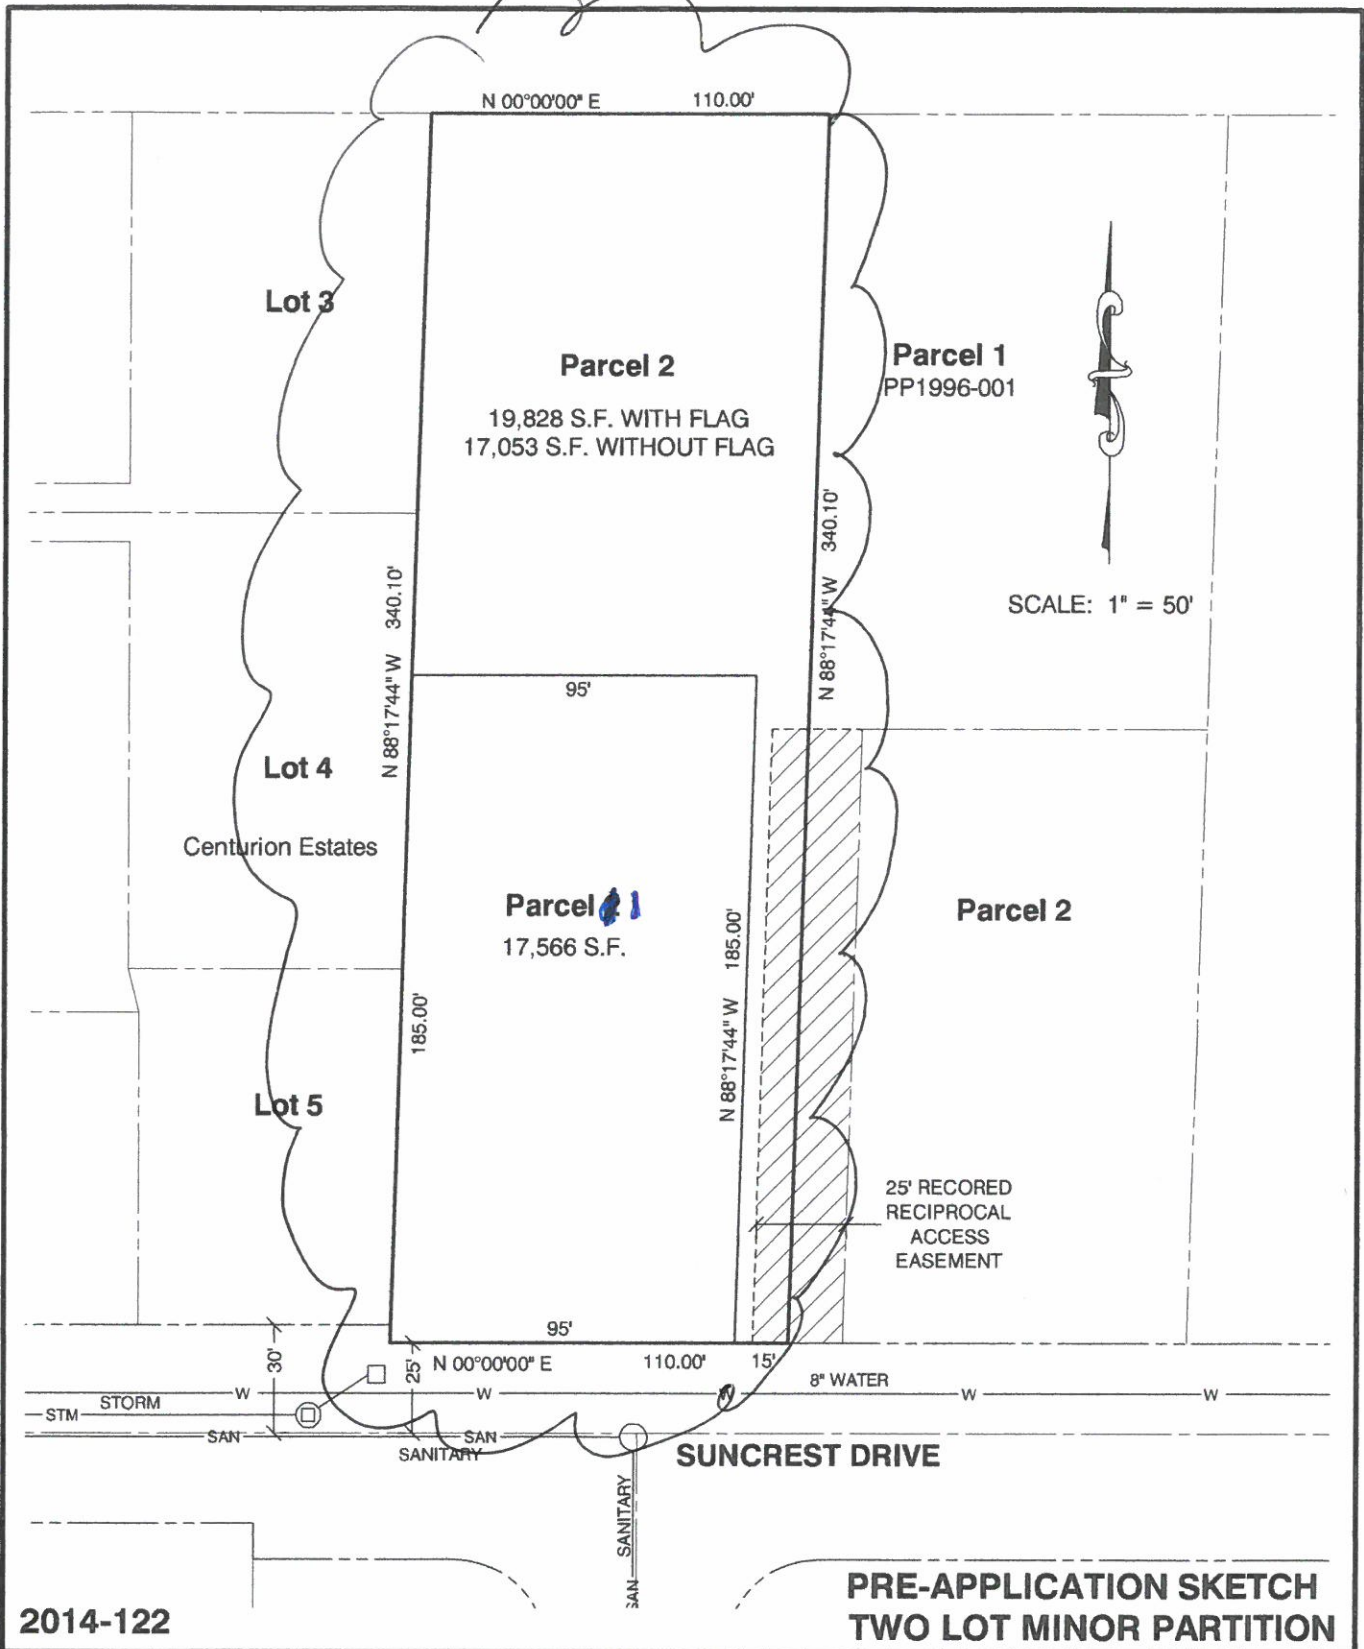 N 00°00'00" E 110.00'
Lot 3
Parcel 2
19,828 S.F. WITH FLAG
17,053 S.F. WITHOUT FLAG
Parcel 1
PP1996-001
SCALE: 1" = 50'
N 88°17'44" W 340.10'
N 88°17'44" W 340.10'
95'
Lot 4
Centurion Estates
Parcel 1
17,566 S.F.
Parcel 2
185.00'
N 88°17'44" W 185.00'
Lot 5
25' RECORED
RECIPROCAL
ACCESS
EASEMENT
95'
N 00°00'00" E 110.00' 15'
30'
25'
8" WATER
W W W W
STORM
STM
SAN SAN
SANITARY
SUNCREST DRIVE
SANITARY
SAN
PRE-APPLICATION SKETCH
2014-122 TWO LOT MINOR PARTITION